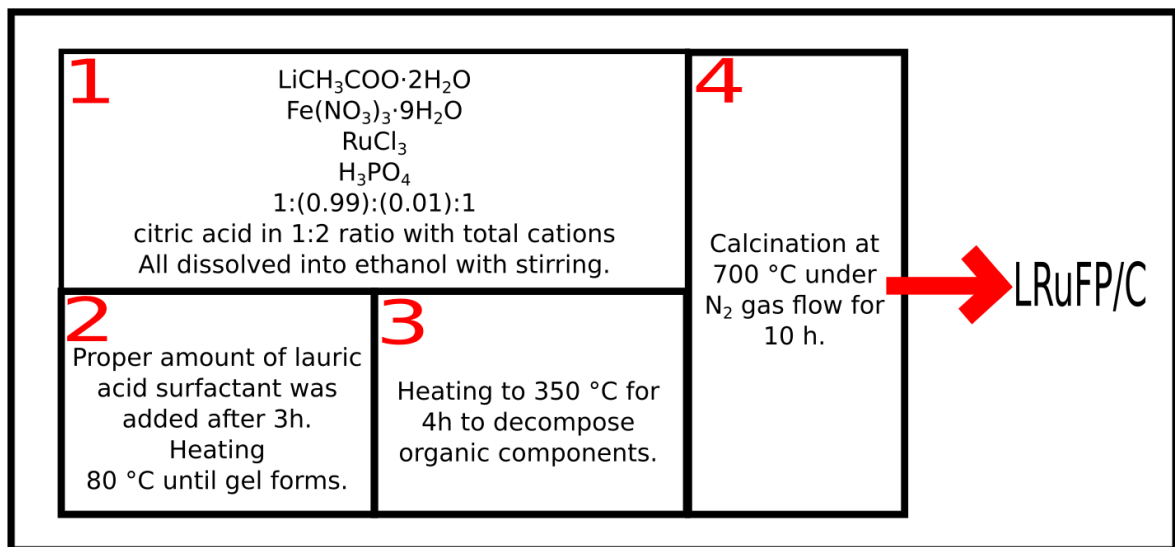 1
LiCH₃COO·2H₂O
Fe(NO₃)₃·9H₂O
RuCl₃
H₃PO₄
1:(0.99):(0.01):1
citric acid in 1:2 ratio with total cations
All dissolved into ethanol with stirring.
2
Proper amount of lauric
acid surfactant was
added after 3h.
Heating
80 °C until gel forms.
3
Heating to 350 °C for
4h to decompose
organic components.
4
Calcination at
700 °C under
N₂ gas flow for
10 h.
LRuFP/C